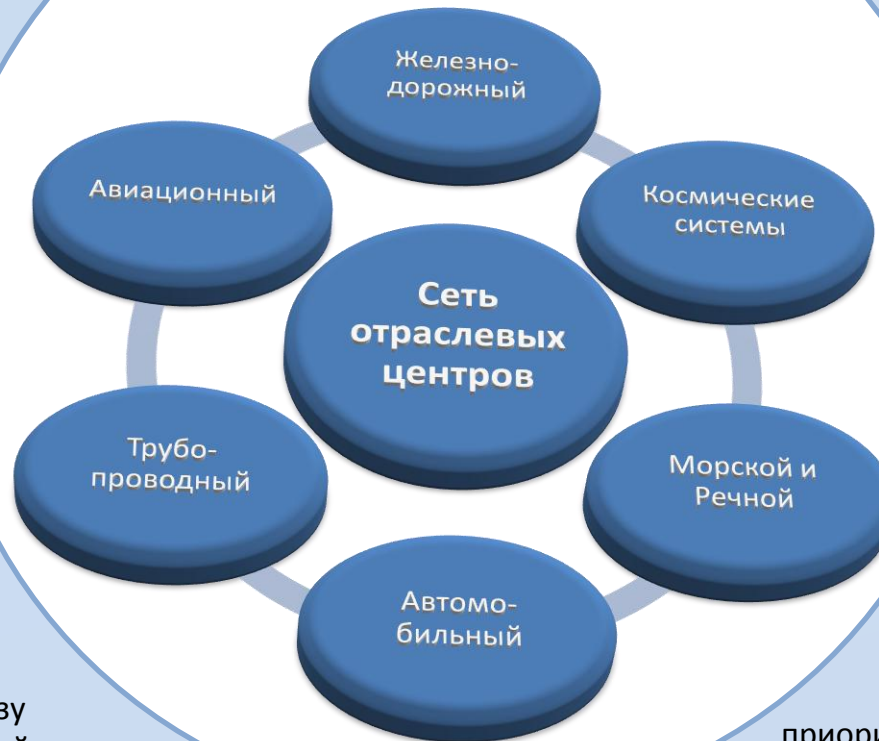 Железно-
дорожный
Авиационный
Космические
системы
Сеть
отраслевых
центров
Трубо-
проводный
Морской и
Речной
Автомо-
бильный